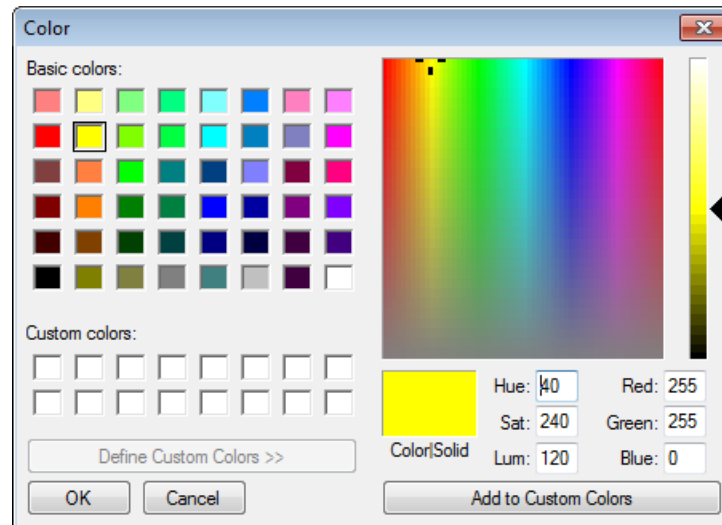 Color
Basic colors:
Custom colors:
Define Custom Colors >>
OK Cancel
Hue: 40 Red: 255
Sat: 240 Green: 255
Color|Solid Lum: 120 Blue: 0
Add to Custom Colors